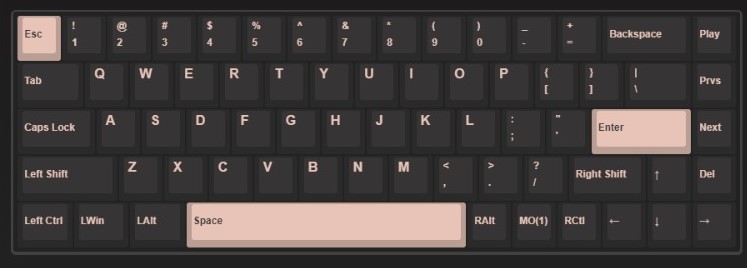 Esc ! 1 @ 2 # 3 $ 4 % 5 ^ 6 & 7 * 8 ( 9 ) 0 _ - + = Backspace Play
Tab Q W E R T Y U I O P { [ } ] | \ Prvs
Caps Lock A S D F G H J K L : ; " ' Enter Next
Left Shift Z X C V B N M < , > . ? / Right Shift ↑ Del
Left Ctrl LWin LAlt Space RAlt MO(1) RCtl ← ↓ →